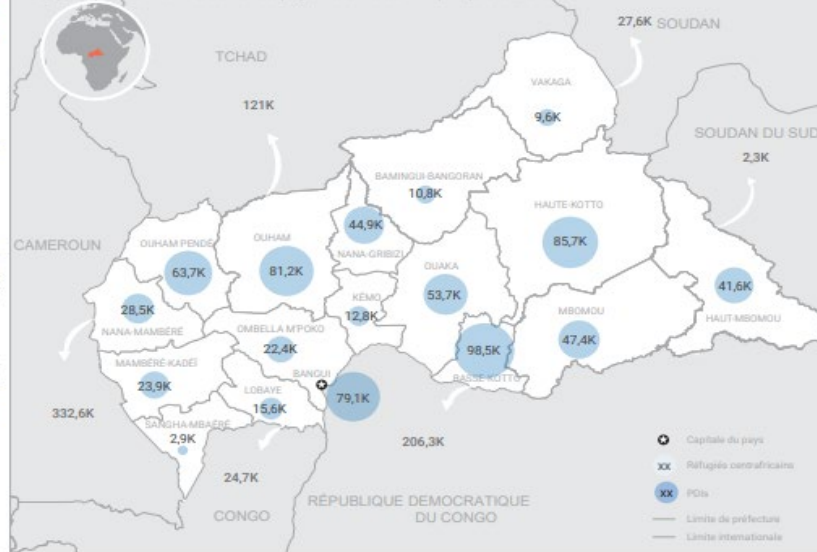 27,6K
SOUDAN
TCHAD
VAKAGA
9,6K
121K
SOUDAN DU SUD
2,3K
BAMINGUI-BANGORAN
10,8K
HAUTE-KOTTO
85,7K
44,9K
NANA-GRIBIZI
CAMEROUN
OUHAM PENDÉ
63,7K
OUHAM
81,2K
OUAKA
53,7K
41,6K
HAUT-MBOMOU
28,5K
NANA-MAMBÉRÉ
KÉMO
12,8K
MBOMOU
47,4K
OMBELLA M'POKO
22,4K
98,5K
BASSE-KOTTO
MAMBÉRÉ-KADEÏ
23,9K
BANGUI
79,1K
LOBAYE
15,6K
332,6K
SANGHA-MBAÉRÉ
2,9K
206,3K
24,7K
CONGO
RÉPUBLIQUE DEMOCRATIQUE
DU CONGO
Capitale du pays
xx Réfugiés centrafricains
xx PDIs
Limite de préfecture
Limite internationale